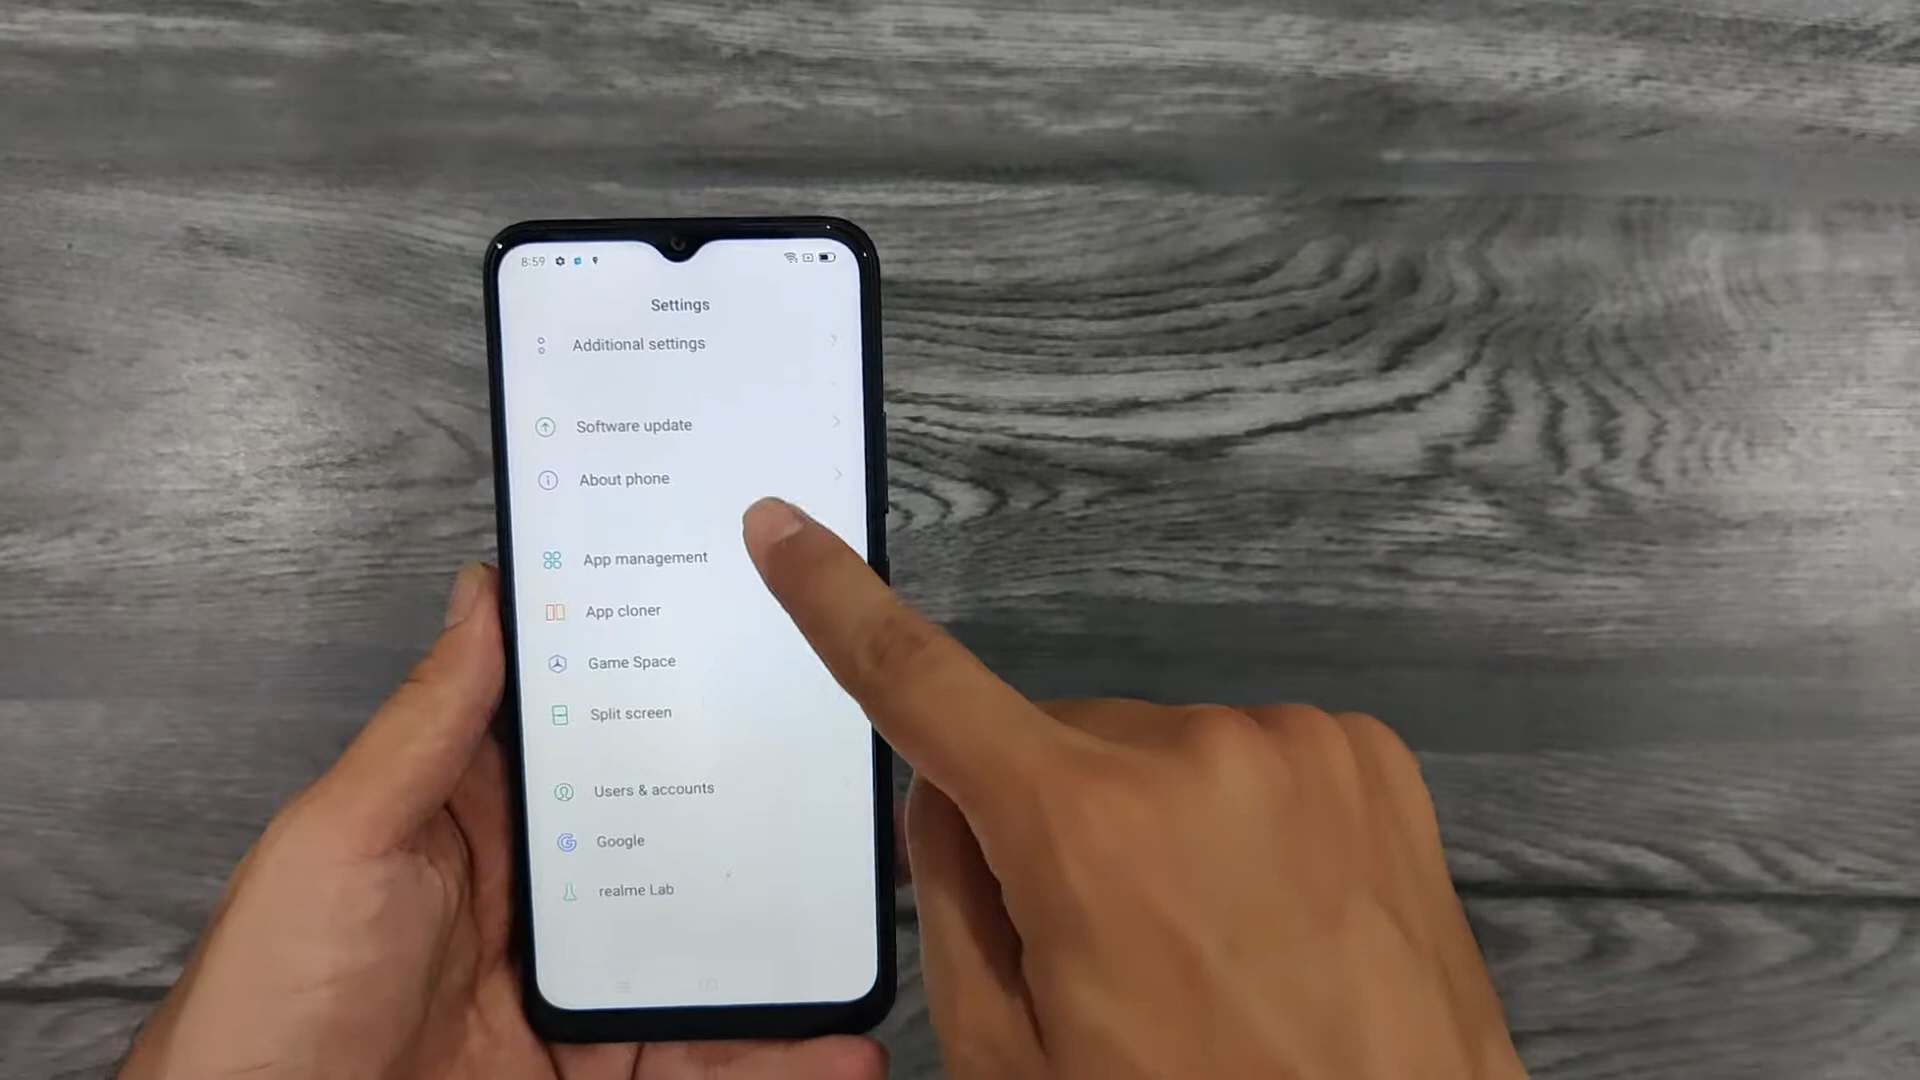 8:59
Settings
Additional settings
Software update
About phone
App management
App cloner
Game Space
Split screen
Users & accounts
Google
realme Lab